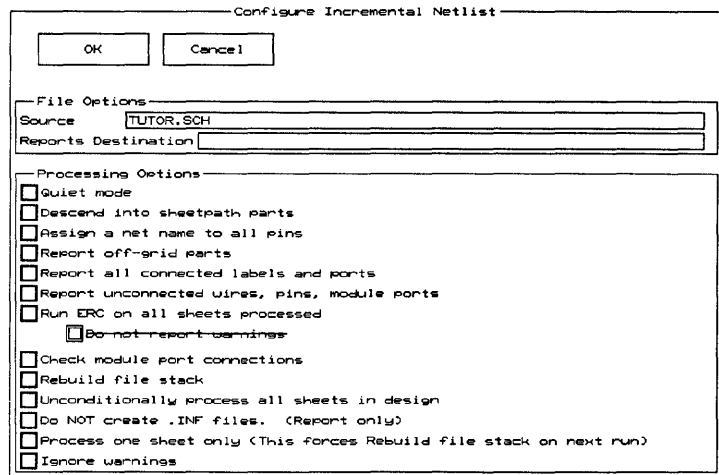 Configure Incremental Netlist
OK Cancel
File Options
Source TUTOR.SCH
Reports Destination
Processing Options
Quiet mode
Descend into sheetpath parts
Assign a net name to all pins
Report off-grid parts
Report all connected labels and ports
Report unconnected wires, pins, module ports
Run ERC on all sheets processed
Do not report warnings
Check module port connections
Rebuild file stack
Unconditionally process all sheets in design
Do NOT create .INF files. (Report only)
Process one sheet only (This forces Rebuild file stack on next run)
Ignore warnings